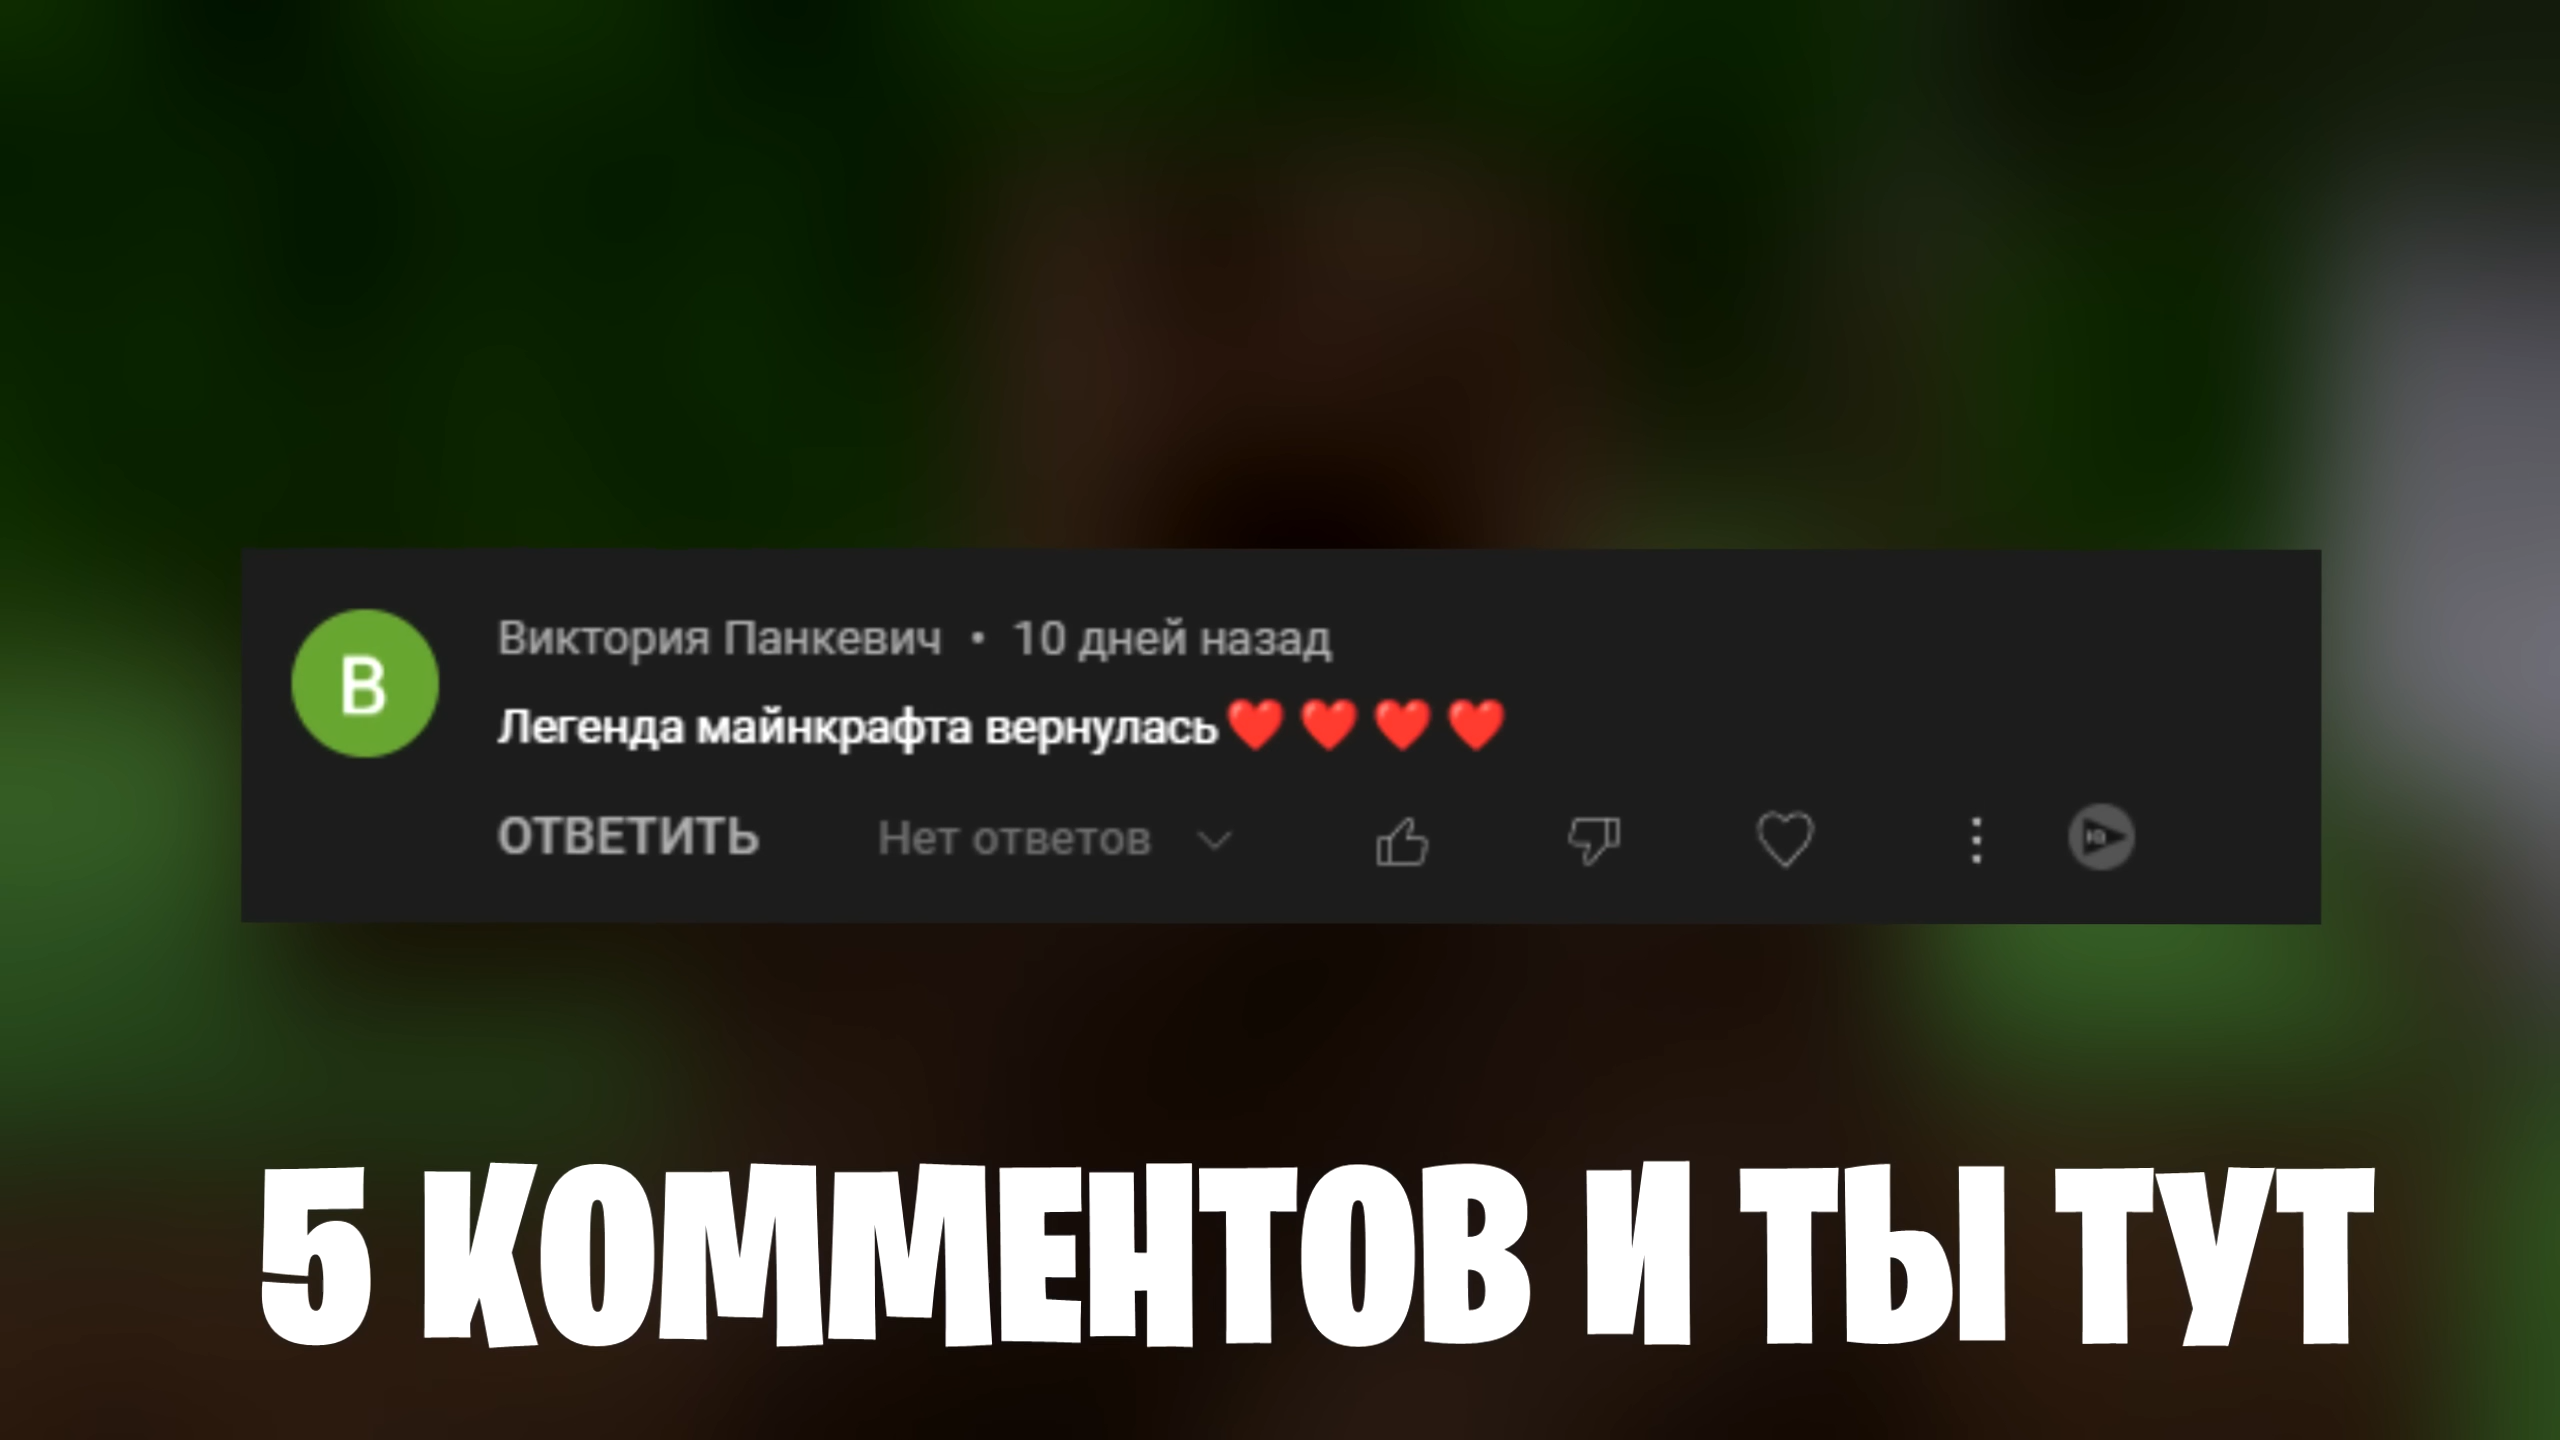 В
Виктория Панкевич • 10 дней назад
Легенда майнкрафта вернулась❤️❤️❤️❤️
ОТВЕТИТЬ Нет ответов
5 КОММЕНТОВ И ТЫ ТУТ